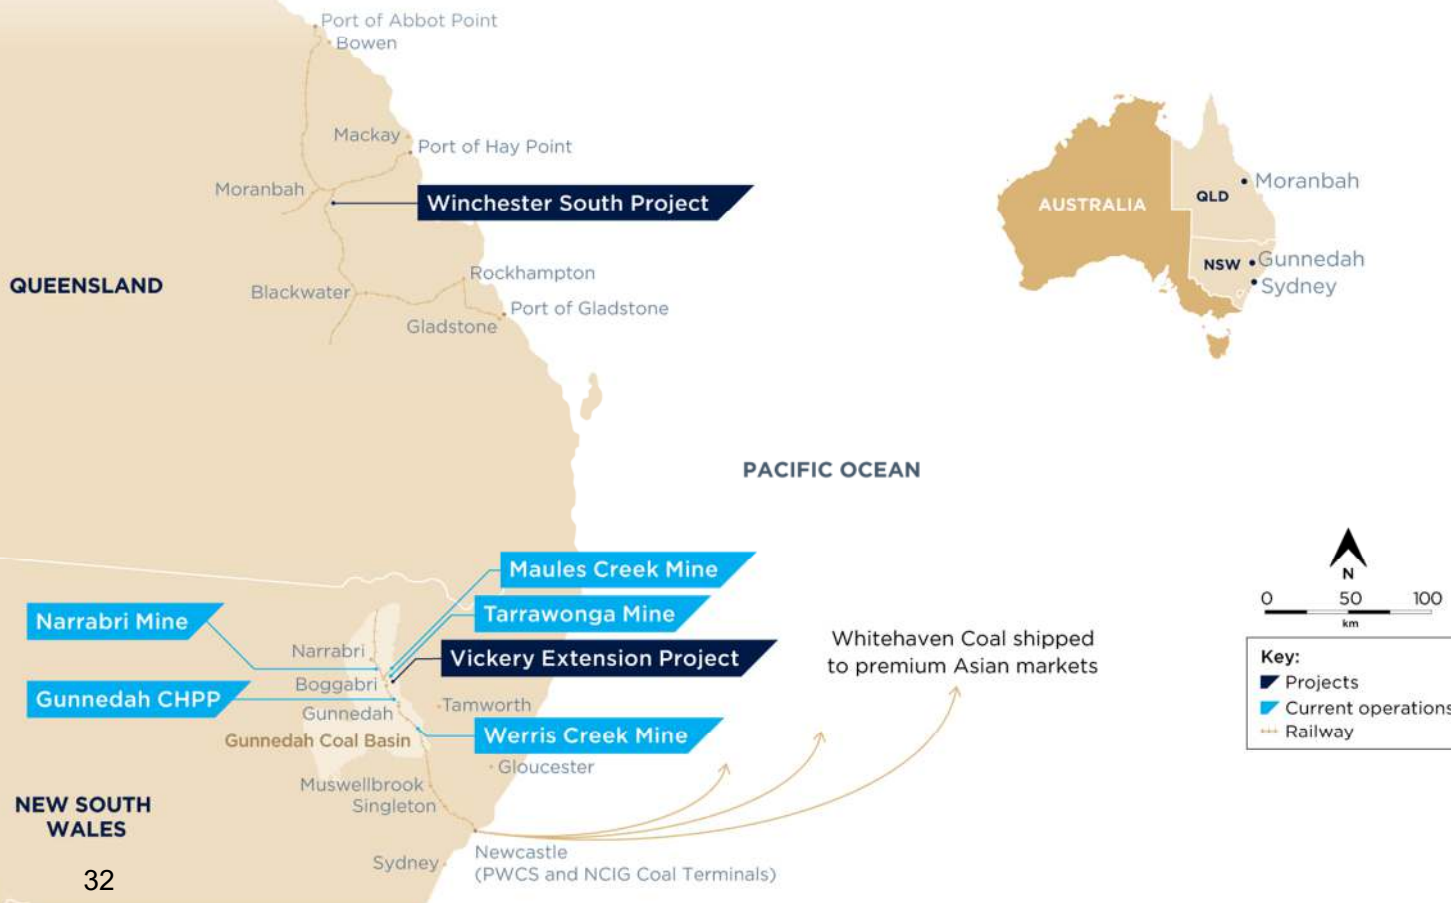 Port of Abbot Point
Bowen
Mackay
Port of Hay Point
Moranbah
Winchester South Project
QUEENSLAND
Blackwater
Rockhampton
Port of Gladstone
Gladstone
AUSTRALIA
QLD
Moranbah
NSW
Gunnedah
Sydney
PACIFIC OCEAN
Maules Creek Mine
Tarrawonga Mine
Narrabri Mine
Vickery Extension Project
Narrabri
Boggabri
Gunnedah CHPP
Gunnedah
Tamworth
Werris Creek Mine
Gunnedah Coal Basin
Gloucester
Muswellbrook
Singleton
NEW SOUTH
WALES
Newcastle
(PWCS and NCIG Coal Terminals)
Sydney
Whitehaven Coal shipped
to premium Asian markets
N
0 50 100
km
Key:
Projects
Current operations
Railway
32